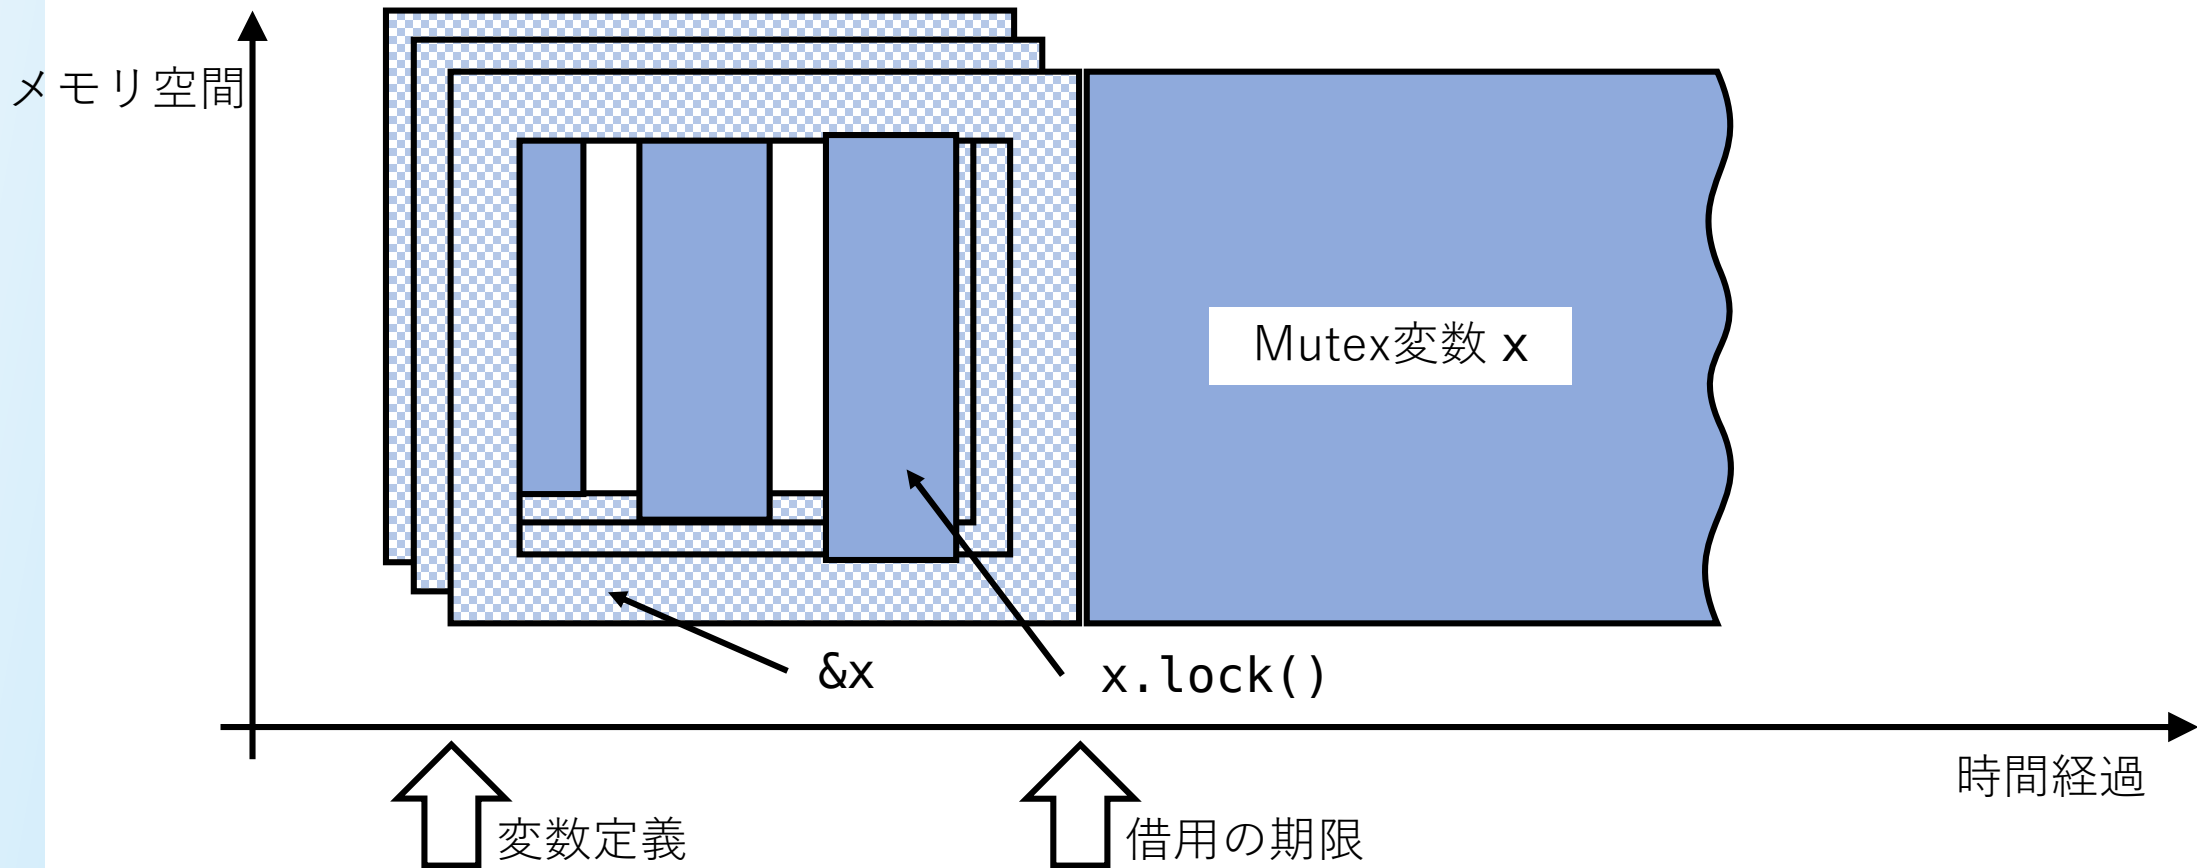 メモリ空間
Mutex変数 x
&x
x.lock()
時間経過
変数定義
借用の期限